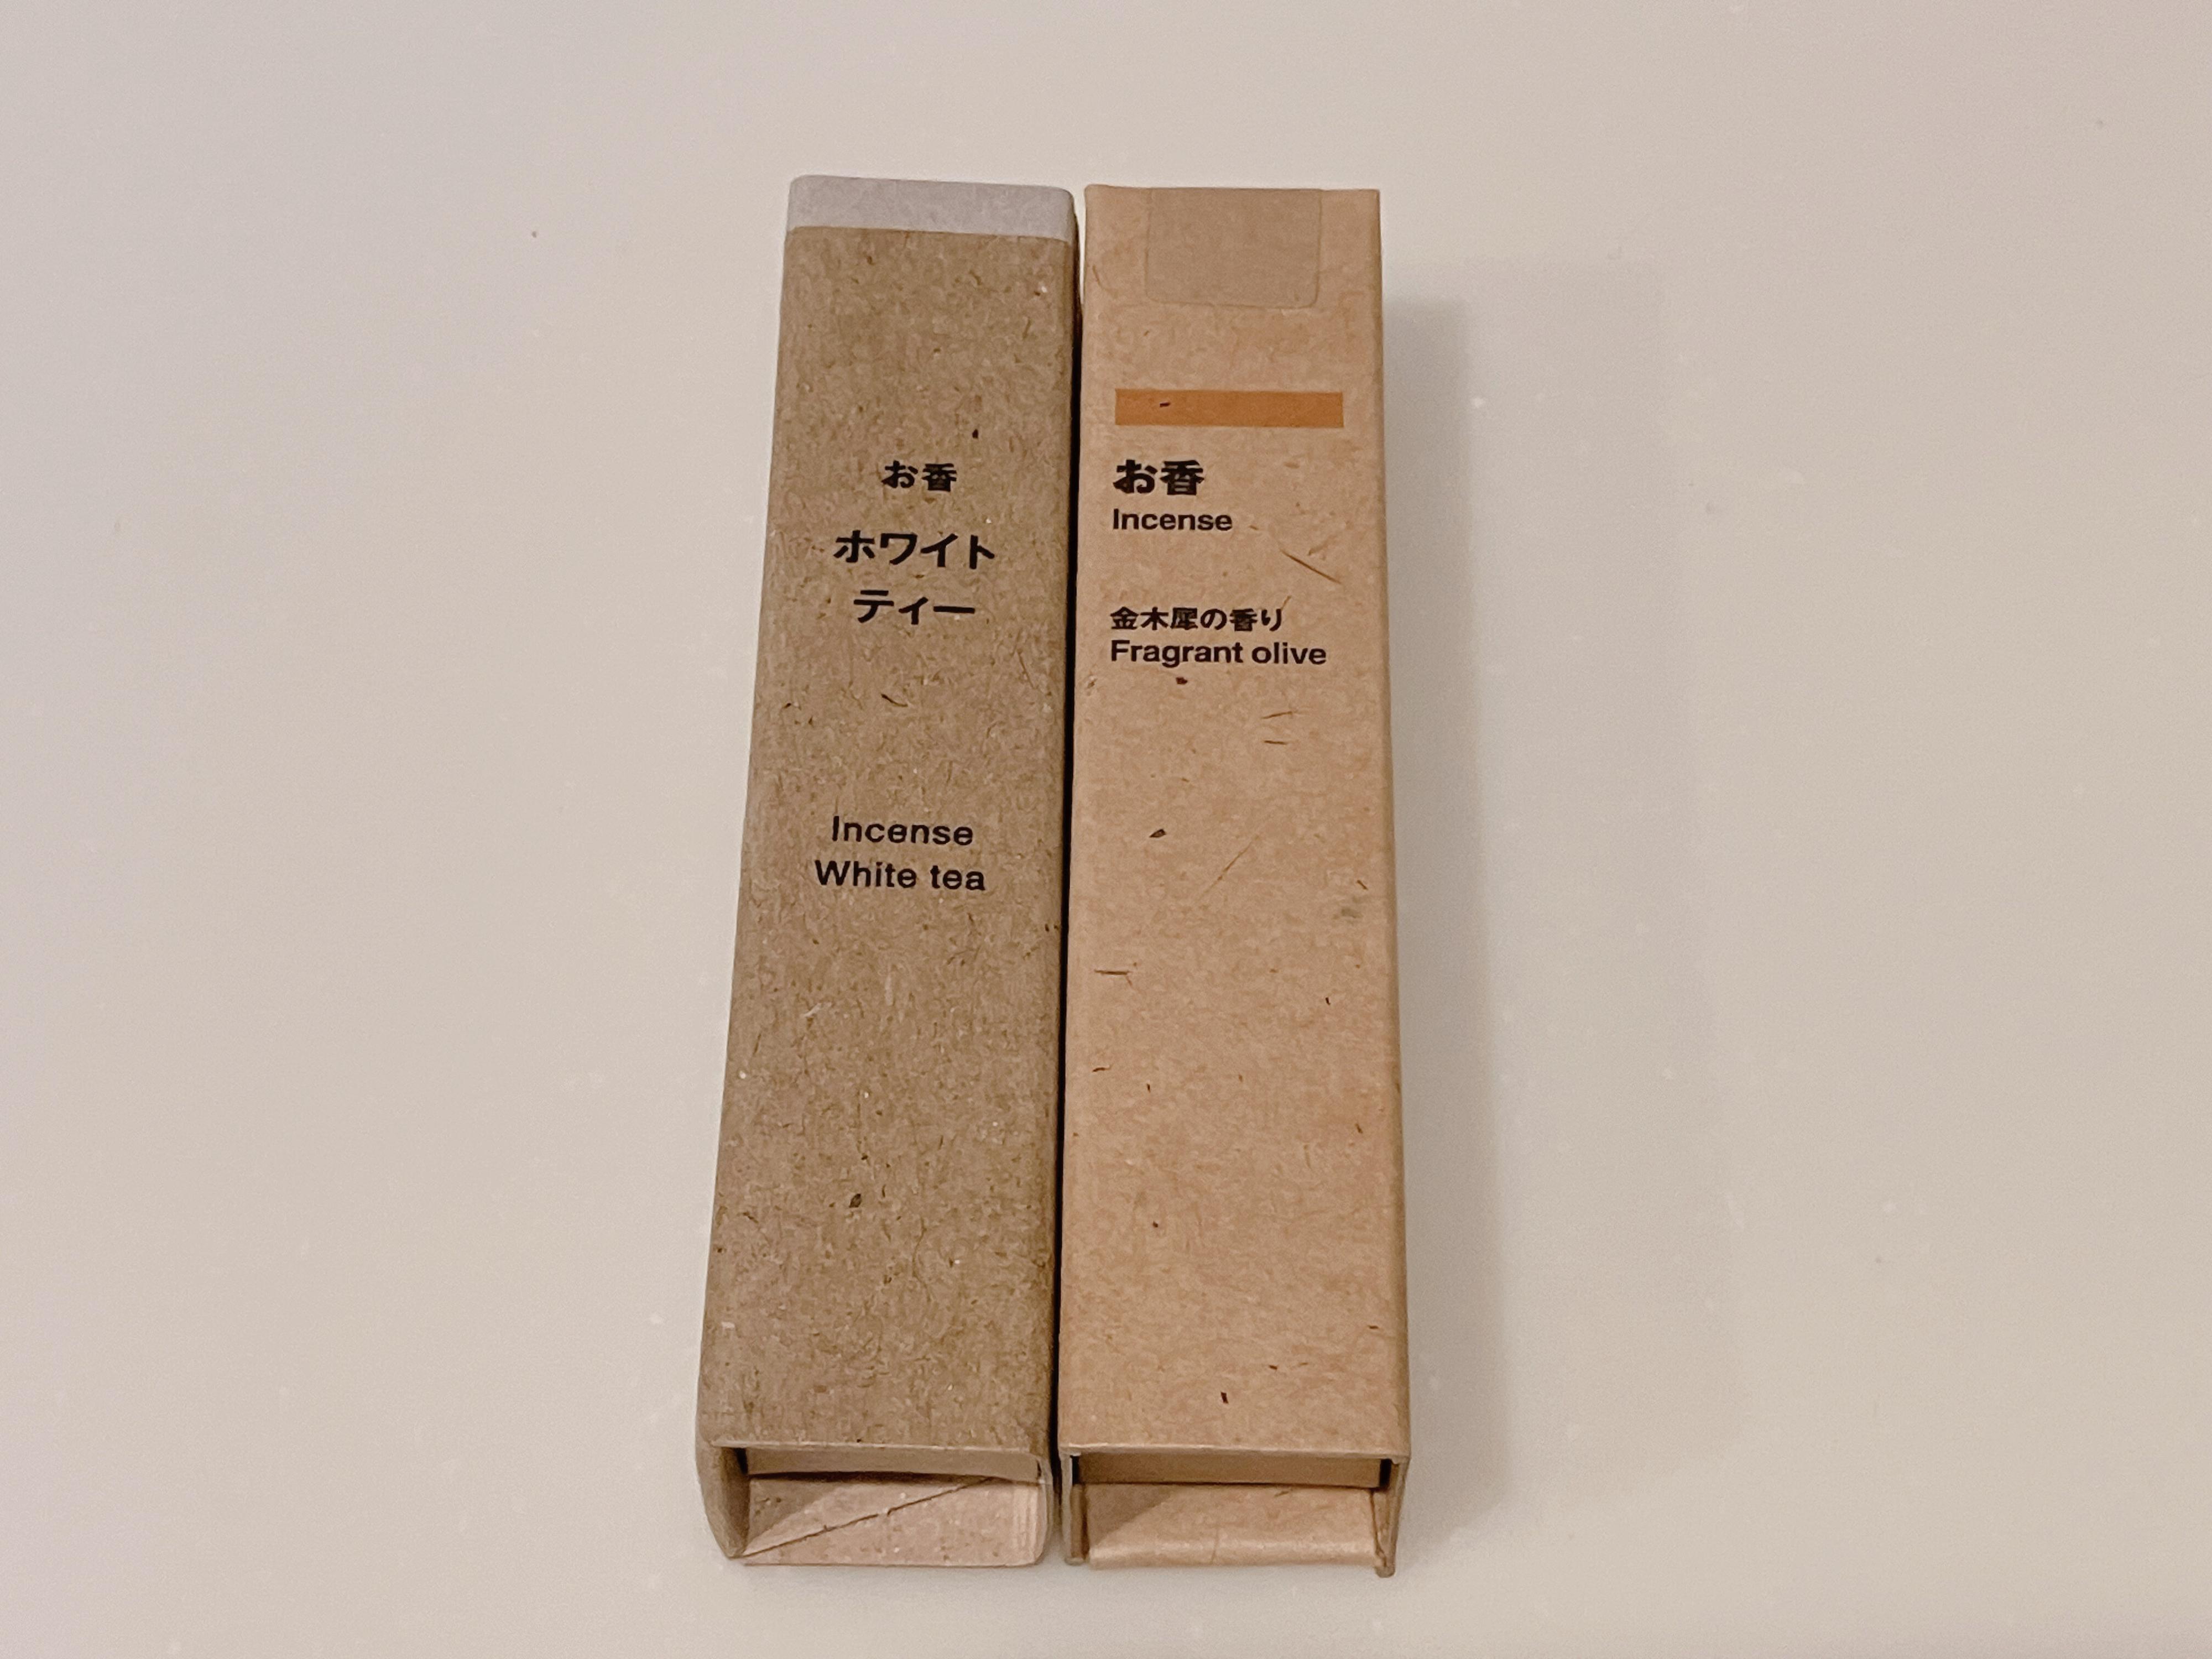 お香
ホワイト
ティー
Incense
White tea
お香
Incense
金木犀の香り
Fragrant olive